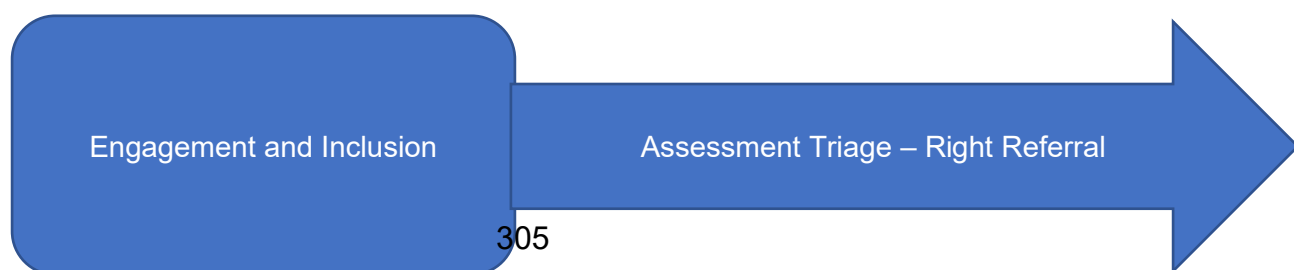 Engagement and Inclusion
Assessment Triage – Right Referral
305